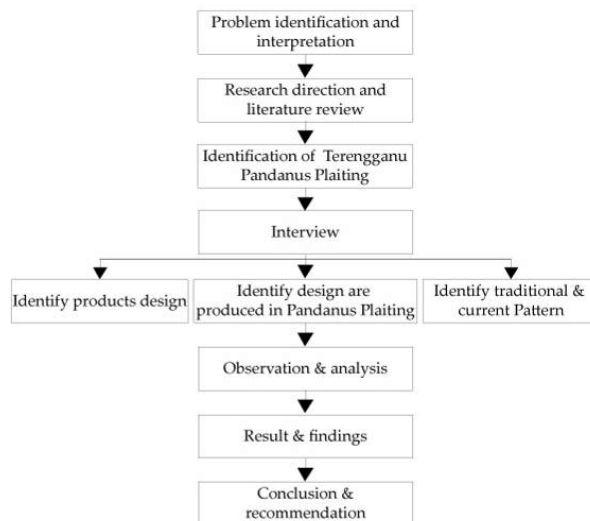 Problem identification and
interpretation
Research direction and
literature review
Identification of Terengganu
Pandanus Plaiting
Interview
Identify products design
Identify design are
produced in Pandanus Plaiting
Identify traditional &
current Pattern
Observation & analysis
Result & findings
Conclusion &
recommendation